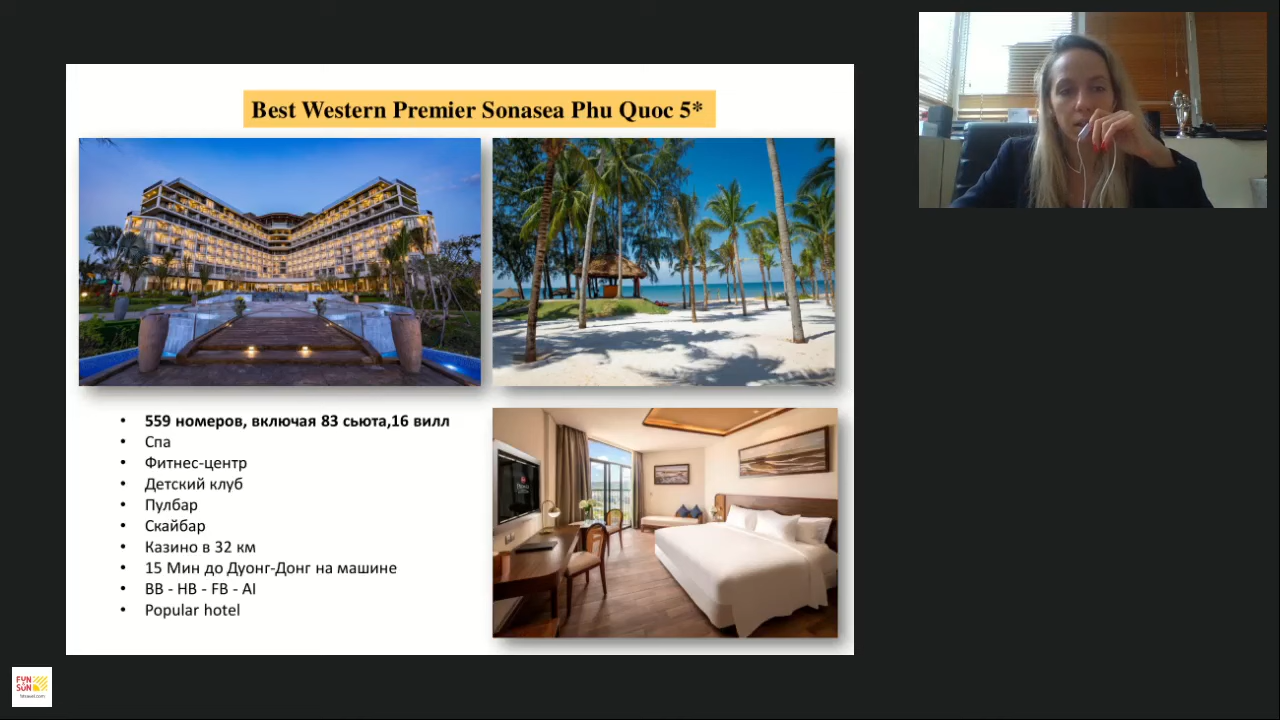 Best Western Premier Sonasea Phu Quoc 5*
559 номеров, включая 83 сьюта,16 вилл
Спа
Фитнес-центр
Детский клуб
Пулбар
Скайбар
Казино в 32 км
15 Мин до Дуонг-Донг на машине
BB - HB - FB - AI
Popular hotel
FUN
&SUN